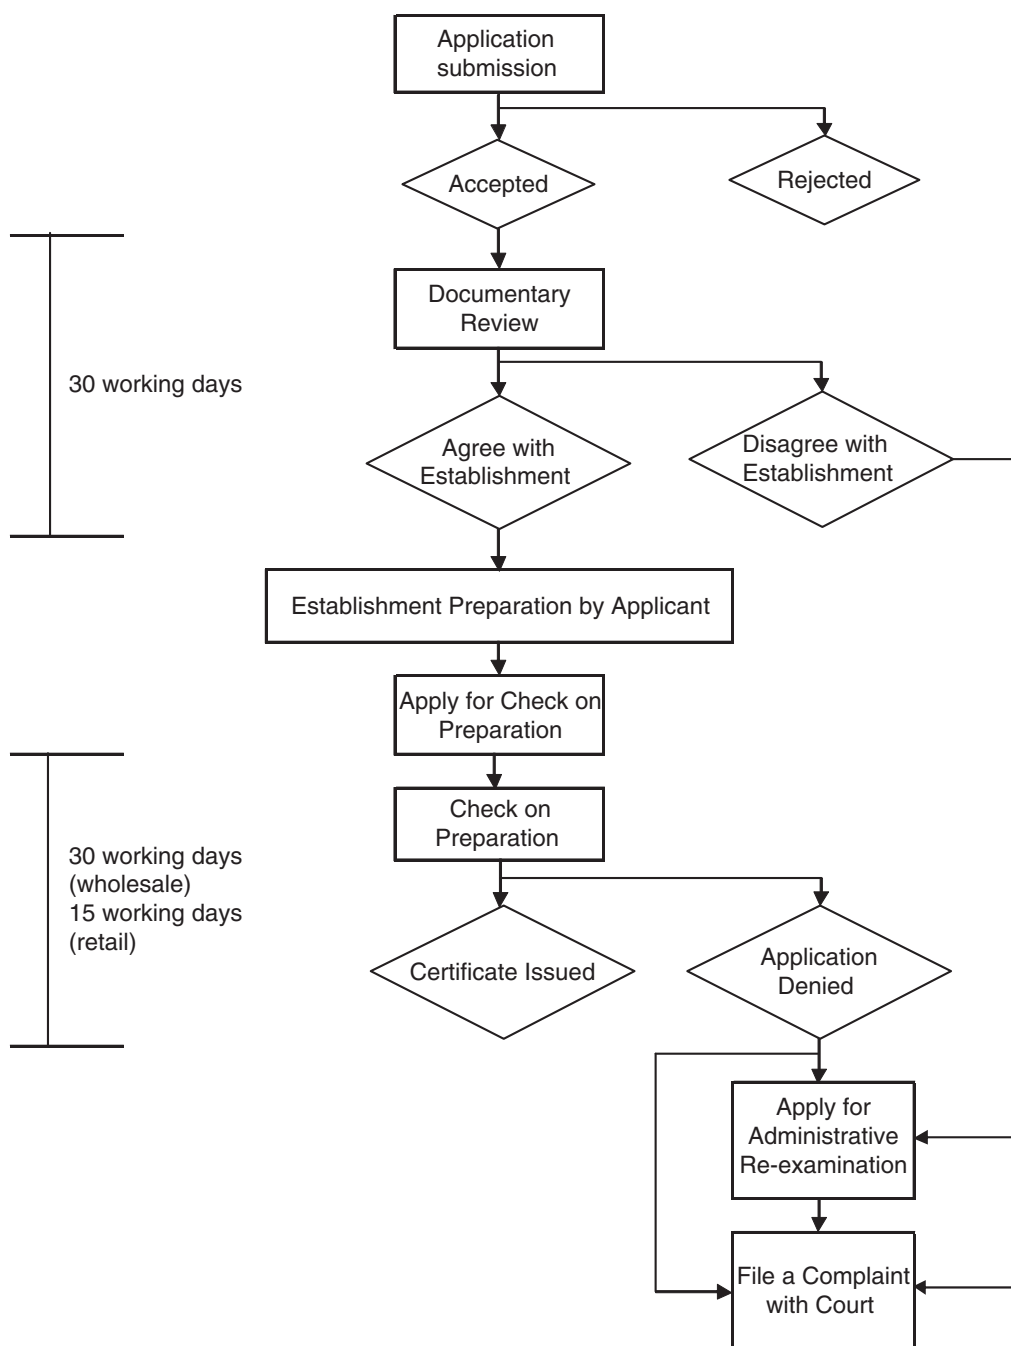 Application
submission
Accepted
Rejected
Documentary
Review
30 working days
Agree with
Establishment
Disagree with
Establishment
Establishment Preparation by Applicant
Apply for Check on
Preparation
Check on
Preparation
30 working days
(wholesale)
15 working days
(retail)
Certificate Issued
Application
Denied
Apply for
Administrative
Re-examination
File a Complaint
with Court